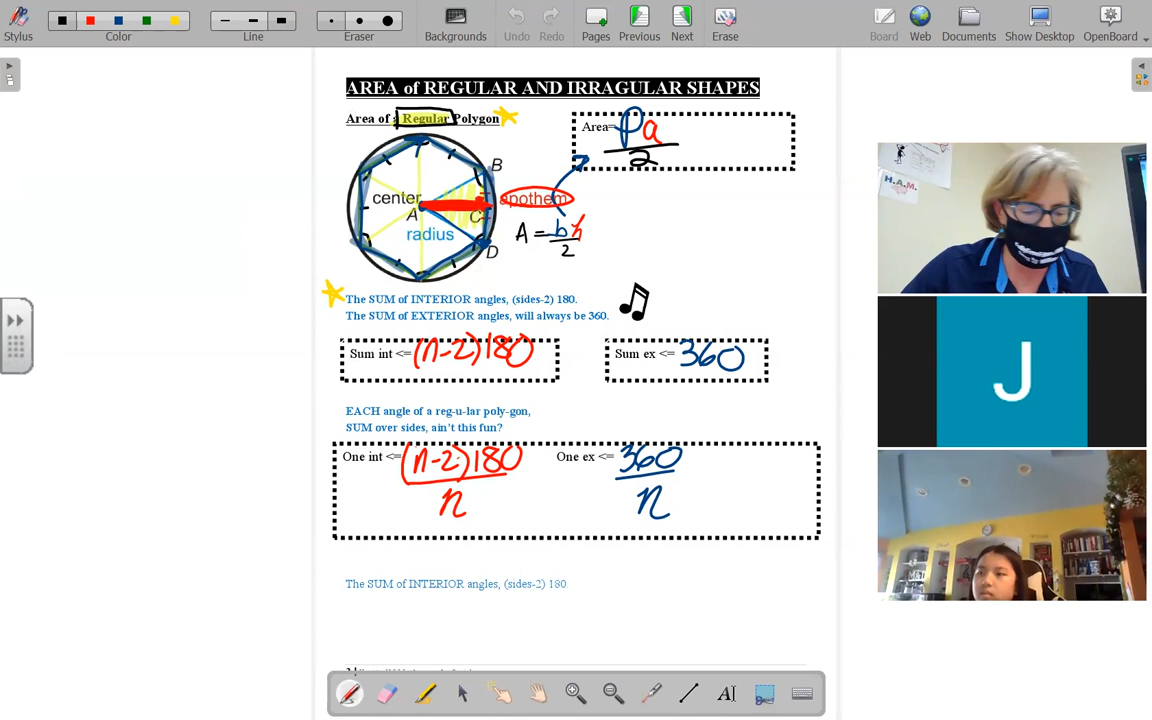 Stylus
Color
Line
Eraser
Backgrounds
Undo
Redo
Pages
Previous
Next
Erase
Board
Web
Documents
Show Desktop
OpenBoard
AREA of REGULAR AND IRRAGULAR SHAPES
Area of a Regular Polygon
Area= Pa
2
B
center
apothem
A
C
radius
A = bh
2
D
The SUM of INTERIOR angles, (sides-2) 180.
The SUM of EXTERIOR angles, will always be 360.
Sum int <= (n-2)180
Sum ex <= 360
EACH angle of a reg-u-lar poly-gon,
SUM over sides, ain't this fun?
One int <= (n-2)180
n
One ex <= 360
n
The SUM of INTERIOR angles, (sides-2) 180.
H.A.M.
J